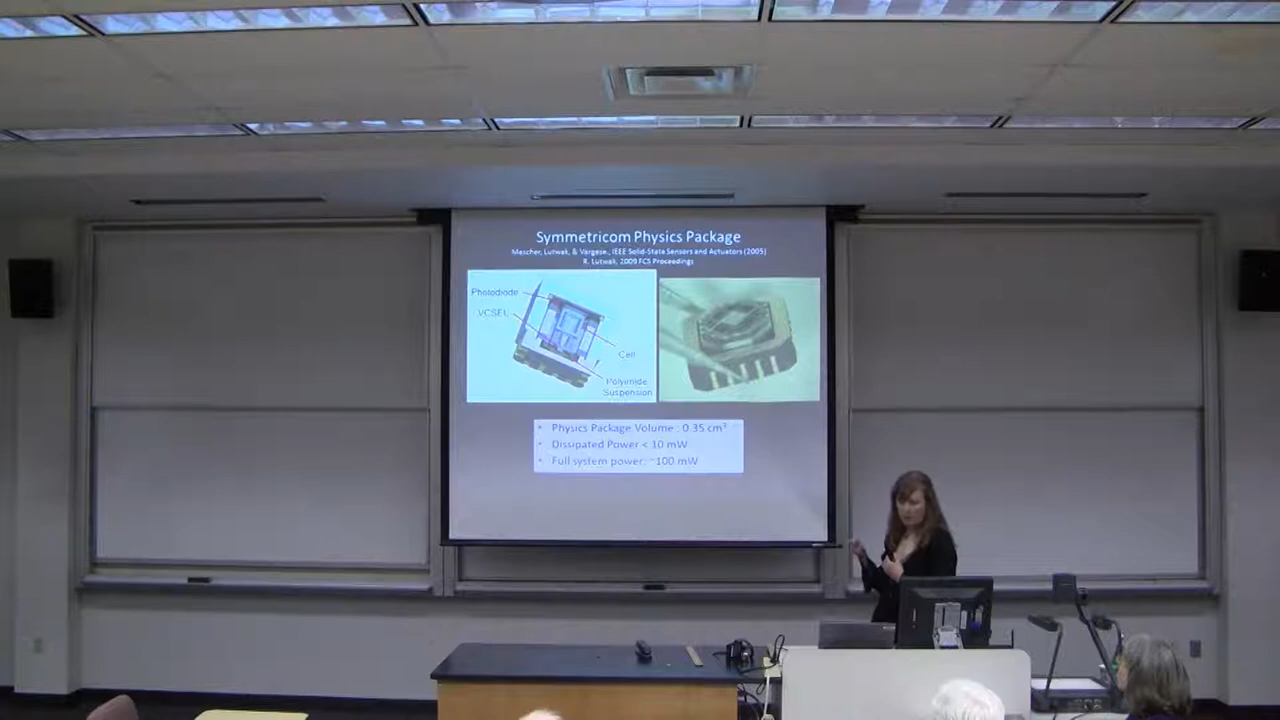 Symmetricom Physics Package
Mescher, Lutwak, & Vargese., IEEE Solid-State Sensors and Actuators (2005)
R. Lutwak, 2009 FCS Proceedings
Photodiode
VCSEL
Cell
Polyimide
Suspension
• Physics Package Volume : 0.35 cm³
• Dissipated Power < 10 mW
• Full system power: ~100 mW